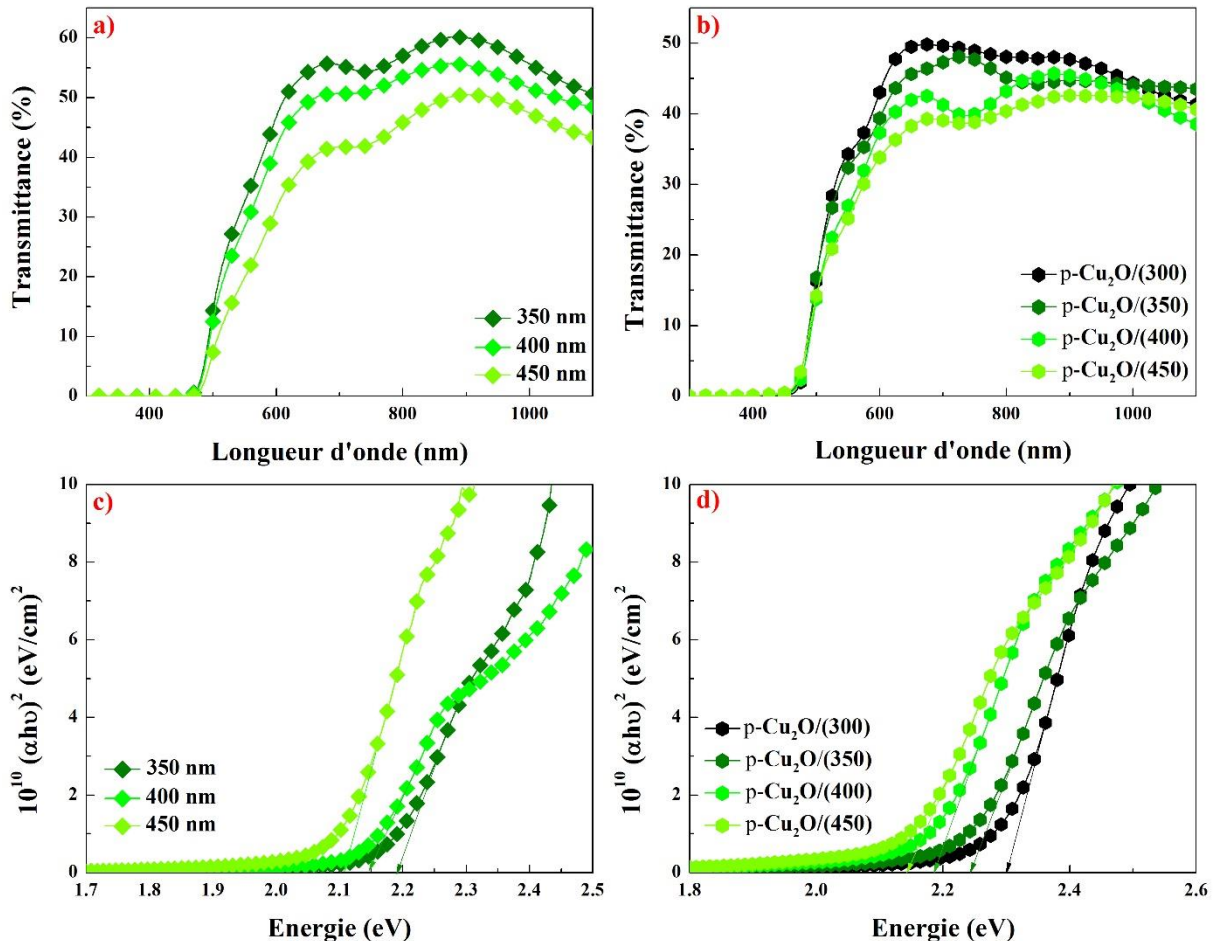 a)
Transmittance (%)
60
50
40
30
20
10
0
400 600 800 1000
Longueur d'onde (nm)
350 nm
400 nm
450 nm
b)
Transmittance (%)
50
40
30
20
10
0
400 600 800 1000
Longueur d'onde (nm)
p-Cu₂O/(300)
p-Cu₂O/(350)
p-Cu₂O/(400)
p-Cu₂O/(450)
c)
10¹⁰ (αhυ)² (eV/cm)²
10
8
6
4
2
0
1.7 1.8 1.9 2.0 2.1 2.2 2.3 2.4 2.5
Energie (eV)
350 nm
400 nm
450 nm
d)
10¹⁰ (αhυ)² (eV/cm)²
10
8
6
4
2
0
1.8 2.0 2.2 2.4 2.6
Energie (eV)
p-Cu₂O/(300)
p-Cu₂O/(350)
p-Cu₂O/(400)
p-Cu₂O/(450)